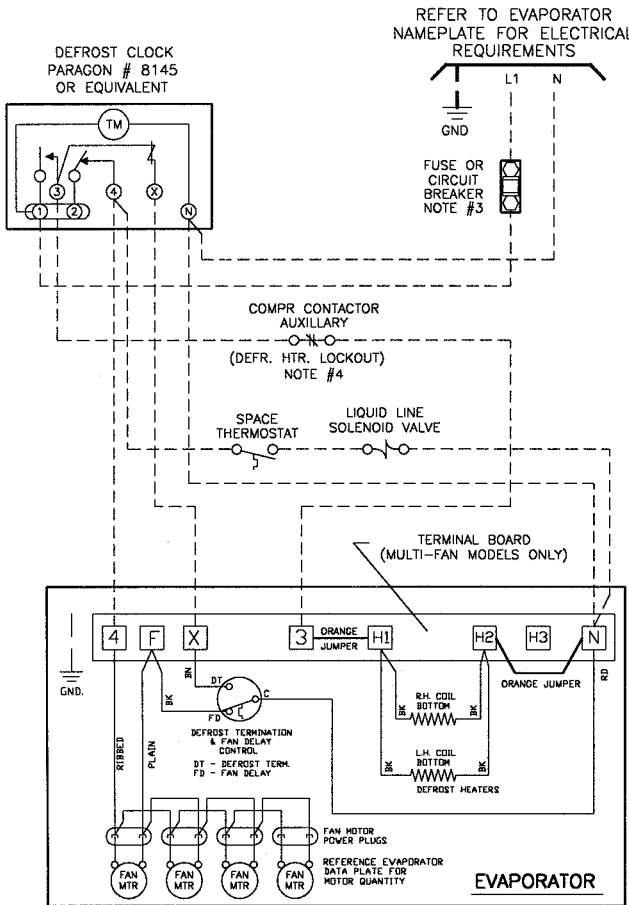 REFER TO EVAPORATOR
NAMEPLATE FOR ELECTRICAL
REQUIREMENTS
L1 N
GND
DEFROST CLOCK
PARAGON # 8145
OR EQUIVALENT
TM
3 4 X
1 2 N
FUSE OR
CIRCUIT
BREAKER
NOTE #3
COMPR CONTACTOR
AUXILLARY
(DEFR. HTR. LOCKOUT)
NOTE #4
SPACE
THERMOSTAT
LIQUID LINE
SOLENOID VALVE
TERMINAL BOARD
(MULTI-FAN MODELS ONLY)
4 F X 3 ORANGE JUMPER H1 H2 H3 N
GND.
RIBBED
PLAIN
BK
BN
DT
C
FD
DEFROST TERMINATION
& FAN DELAY
CONTROL
DT - DEFROST TERM.
FD - FAN DELAY
ORANGE JUMPER
RD
BK
R.H. COIL
BOTTOM
BK
BK
L.H. COIL
BOTTOM
BK
DEFROST HEATERS
FAN MOTOR
POWER PLUGS
REFERENCE EVAPORATOR
DATA PLATE FOR
MOTOR QUANTITY
FAN
MTR
FAN
MTR
FAN
MTR
FAN
MTR
EVAPORATOR